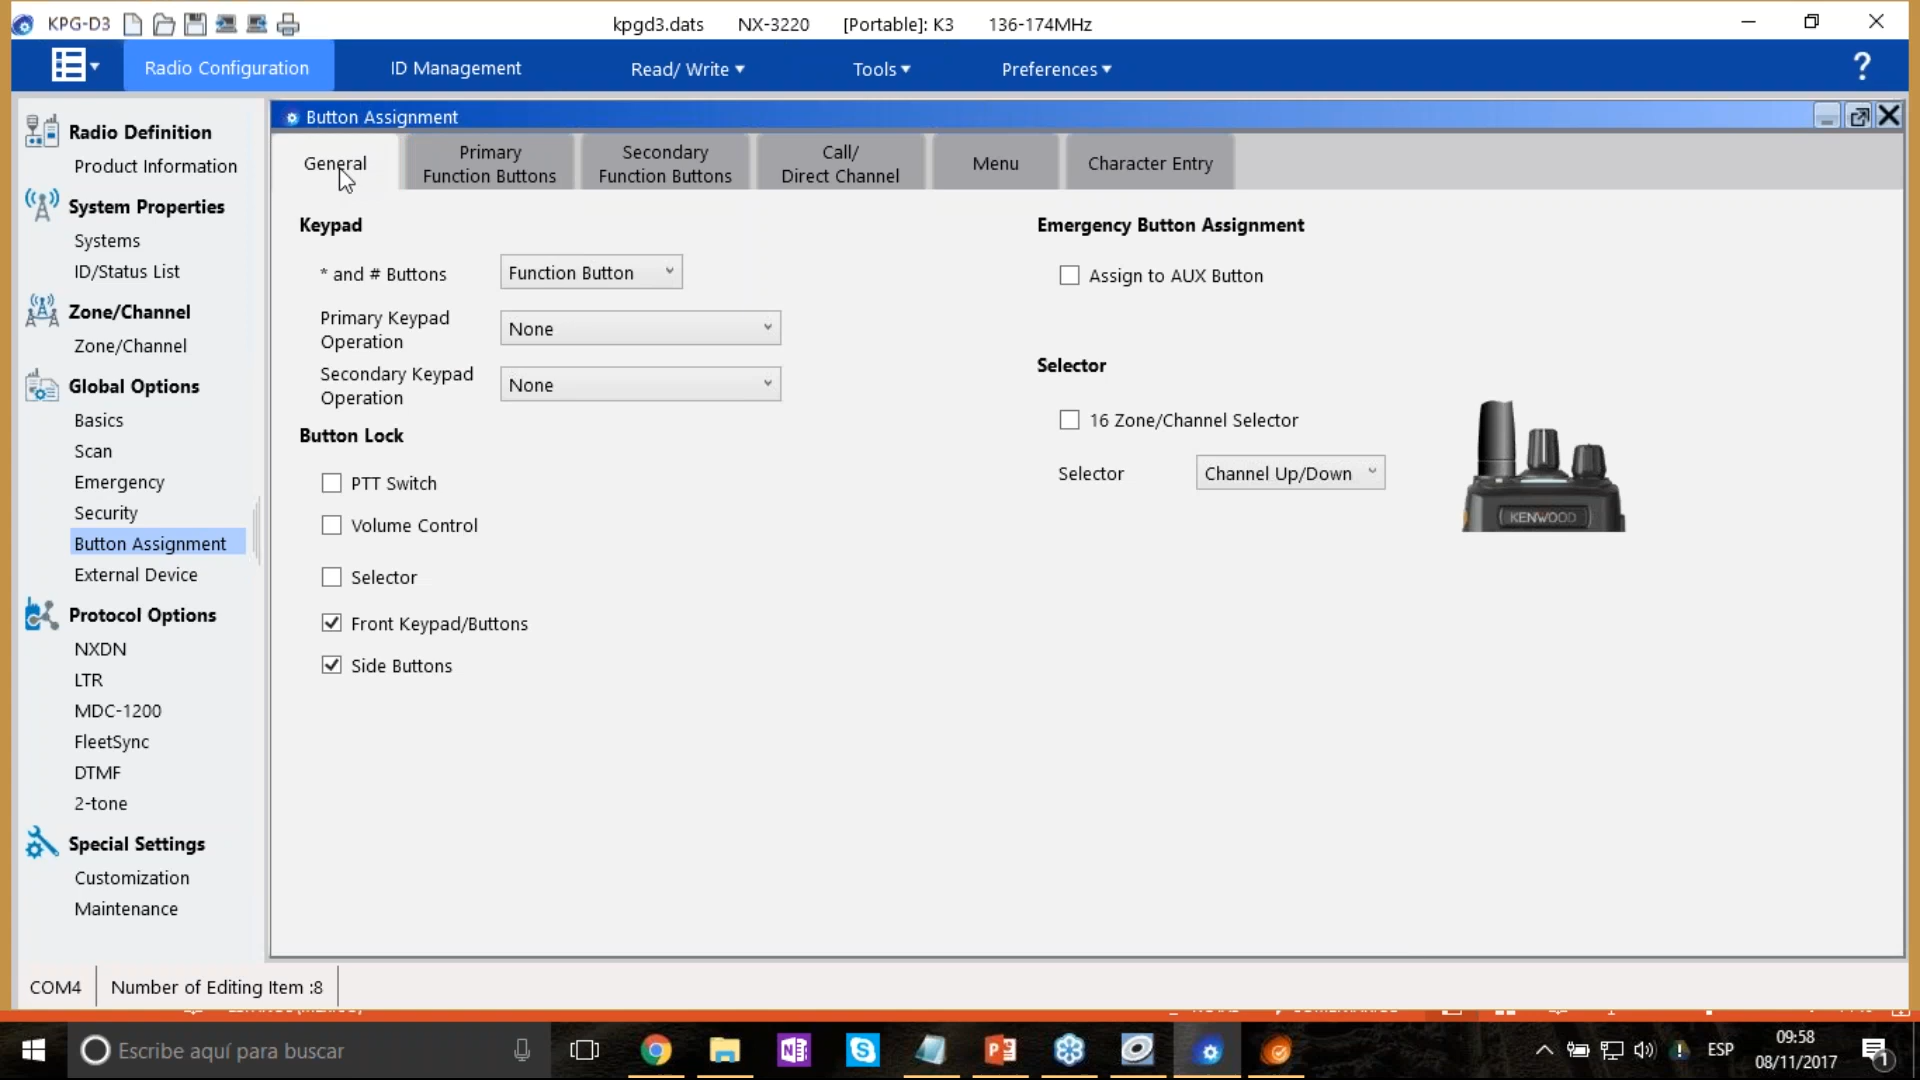 KPG-D3
kpgd3.dats NX-3220 [Portable]: K3 136-174MHz
Radio Configuration ID Management Read/ Write Tools Preferences ?
Radio Definition
Product Information
System Properties
Systems
ID/Status List
Zone/Channel
Zone/Channel
Global Options
Basics
Scan
Emergency
Security
Button Assignment
External Device
Protocol Options
NXDN
LTR
MDC-1200
FleetSync
DTMF
2-tone
Special Settings
Customization
Maintenance
Button Assignment
General
Primary
Function Buttons
Secondary
Function Buttons
Call/
Direct Channel
Menu
Character Entry
Keypad
* and # Buttons Function Button
Primary Keypad
Operation
None
Secondary Keypad
Operation
None
Button Lock
PTT Switch
Volume Control
Selector
Front Keypad/Buttons
Side Buttons
Emergency Button Assignment
Assign to AUX Button
Selector
16 Zone/Channel Selector
Selector Channel Up/Down
KENWOOD
COM4 Number of Editing Item :8
Escribe aquí para buscar
ESP
09:58
08/11/2017
1